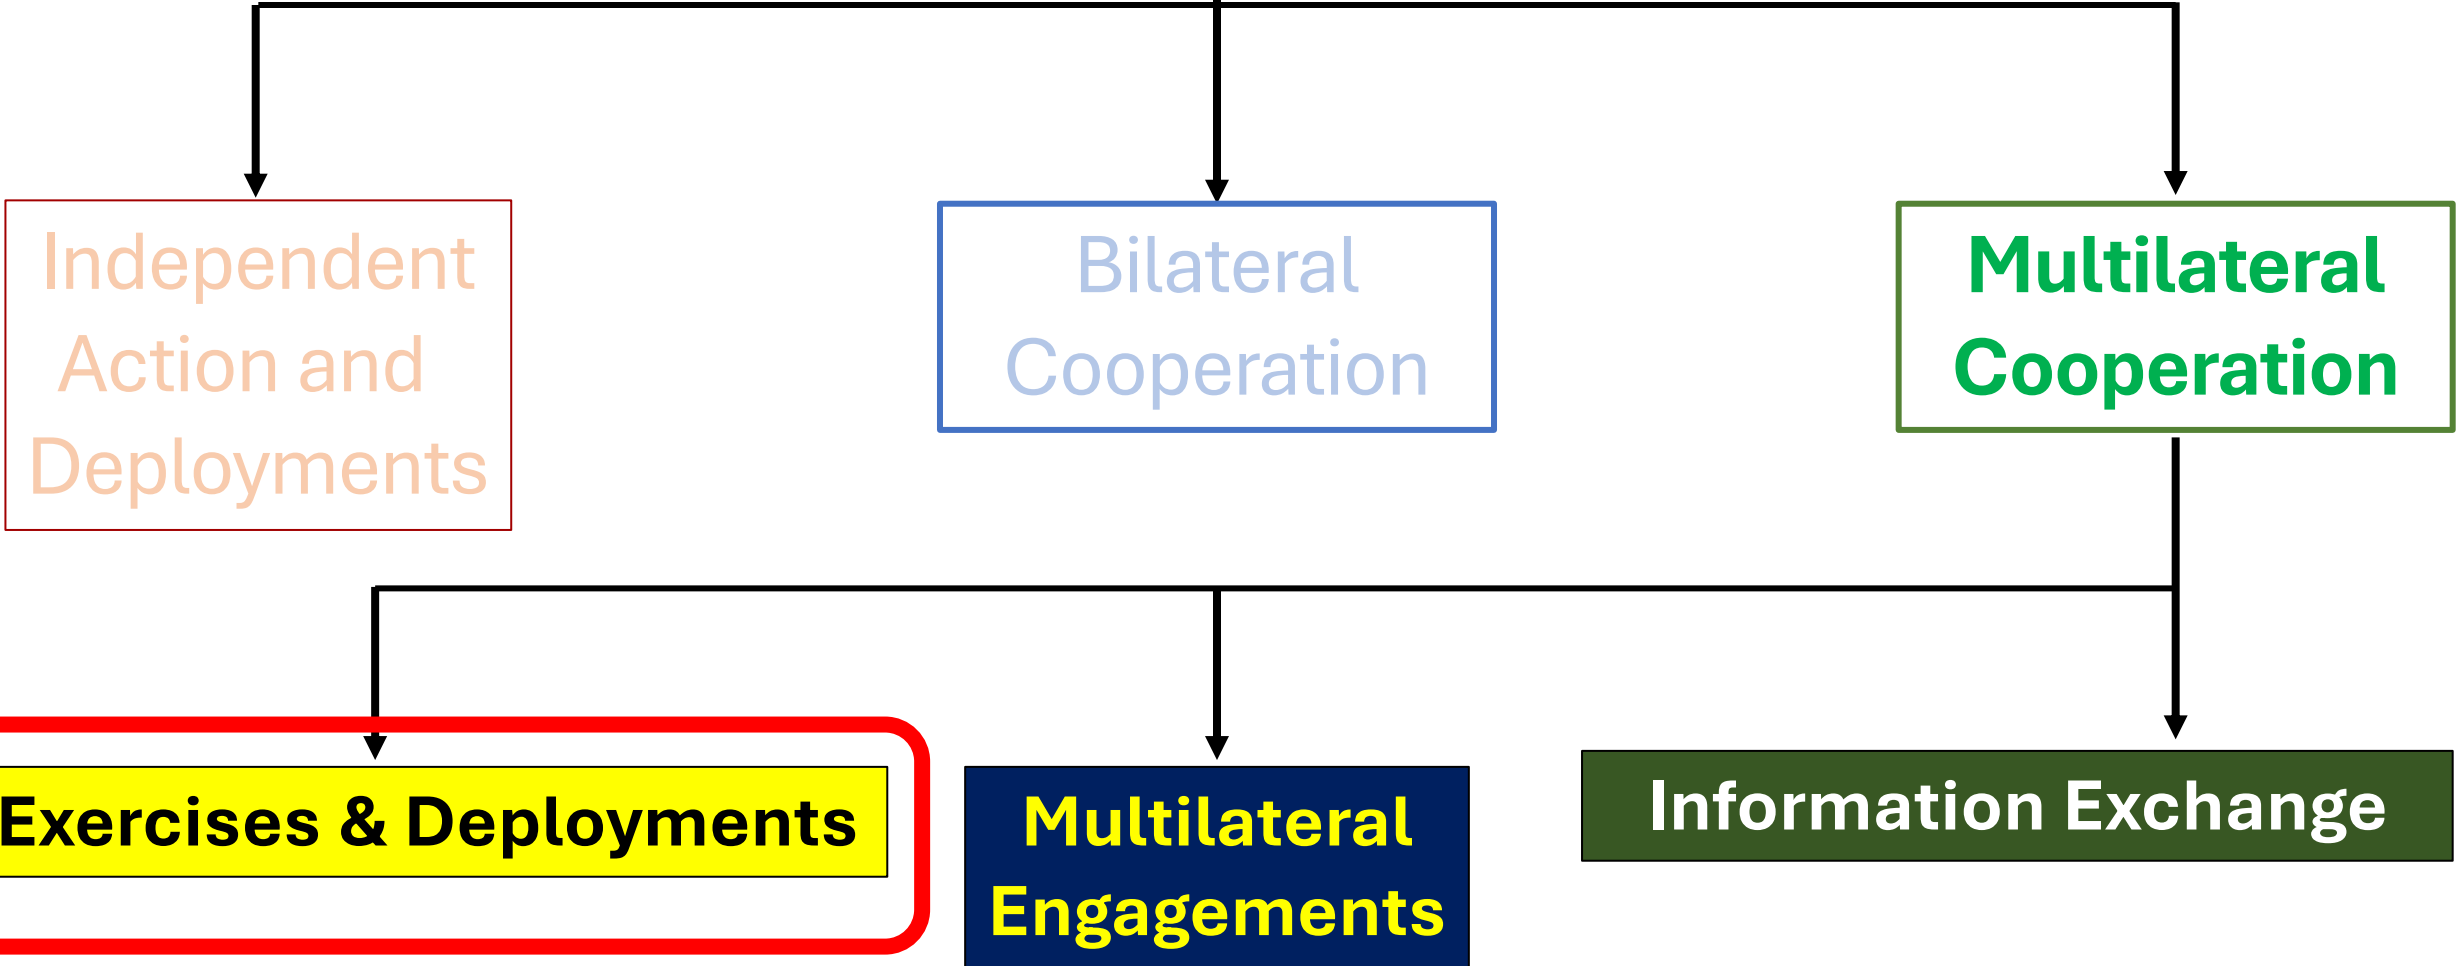 Independent
Action and
Deployments
Bilateral
Cooperation
Multilateral
Cooperation
Exercises & Deployments
Multilateral
Engagements
Information Exchange